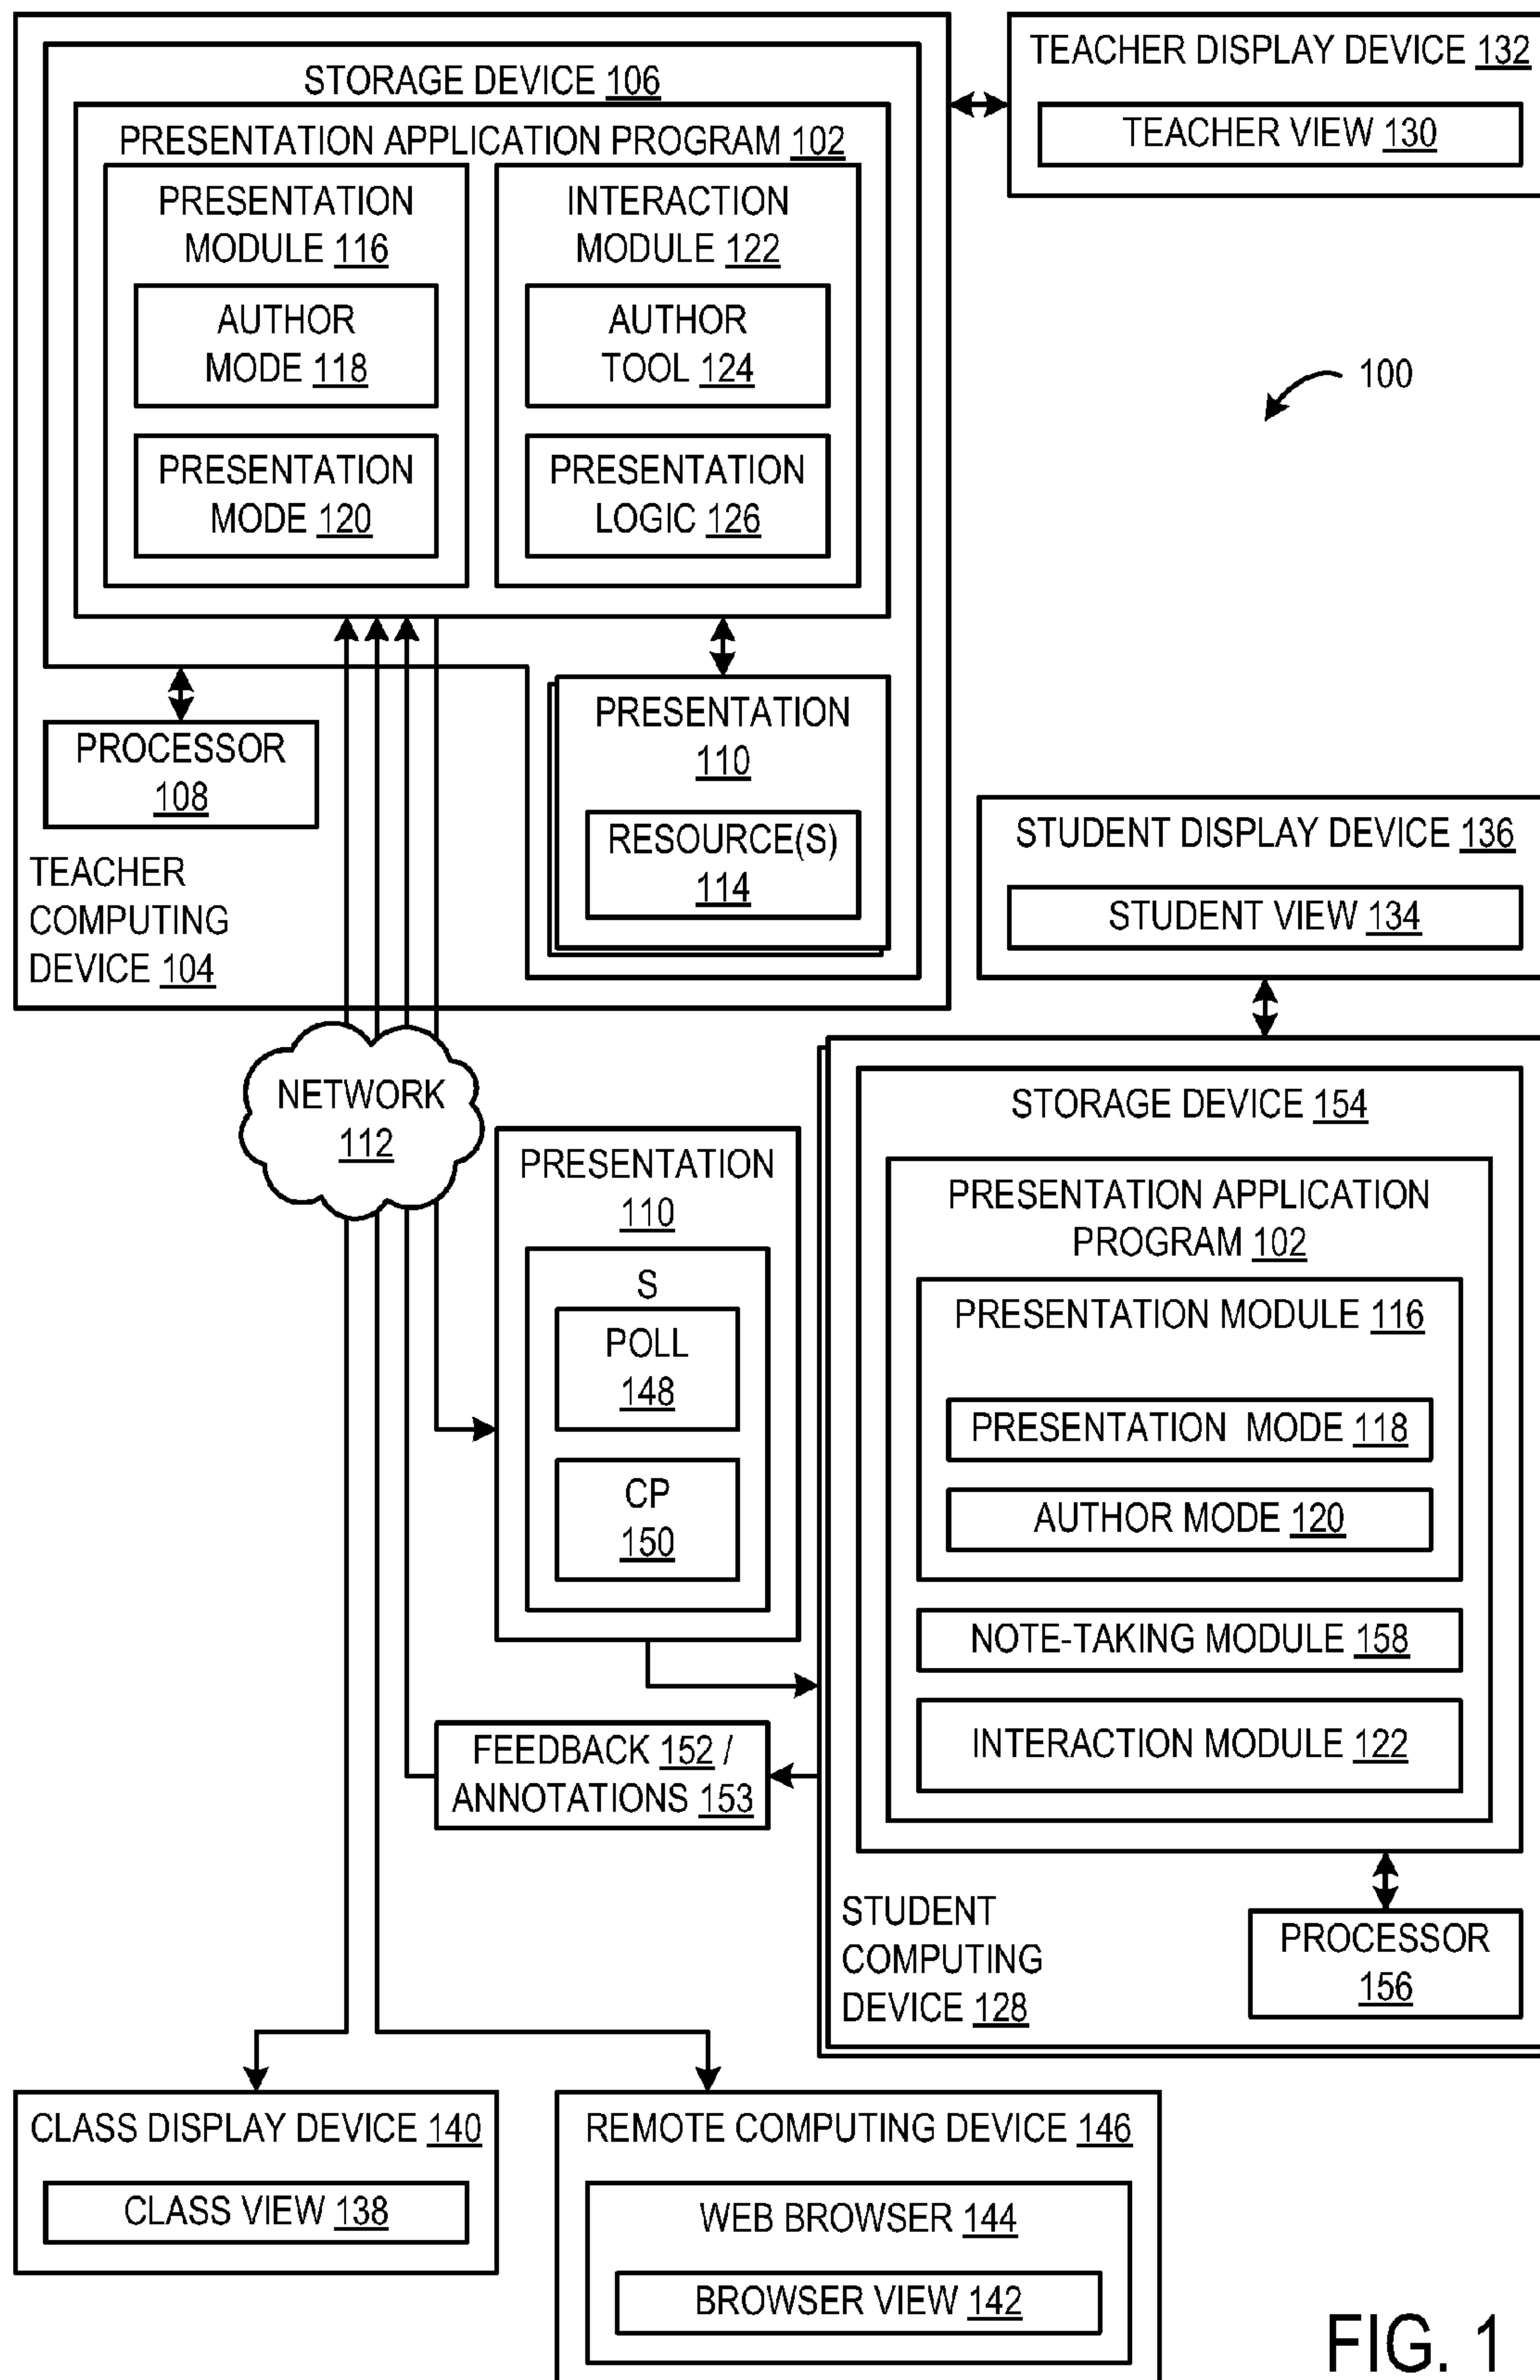 STORAGE DEVICE 106
PRESENTATION APPLICATION PROGRAM 102
PRESENTATION
MODULE 116
AUTHOR
MODE 118
PRESENTATION
MODE 120
INTERACTION
MODULE 122
AUTHOR
TOOL 124
PRESENTATION
LOGIC 126
PROCESSOR
108
PRESENTATION
110
RESOURCE(S)
114
TEACHER
COMPUTING
DEVICE 104
TEACHER DISPLAY DEVICE 132
TEACHER VIEW 130
100
STUDENT DISPLAY DEVICE 136
STUDENT VIEW 134
NETWORK
112
PRESENTATION
110
S
POLL
148
CP
150
FEEDBACK 152 /
ANNOTATIONS 153
STORAGE DEVICE 154
PRESENTATION APPLICATION
PROGRAM 102
PRESENTATION MODULE 116
PRESENTATION MODE 118
AUTHOR MODE 120
NOTE-TAKING MODULE 158
INTERACTION MODULE 122
STUDENT
COMPUTING
DEVICE 128
PROCESSOR
156
CLASS DISPLAY DEVICE 140
CLASS VIEW 138
REMOTE COMPUTING DEVICE 146
WEB BROWSER 144
BROWSER VIEW 142
FIG. 1